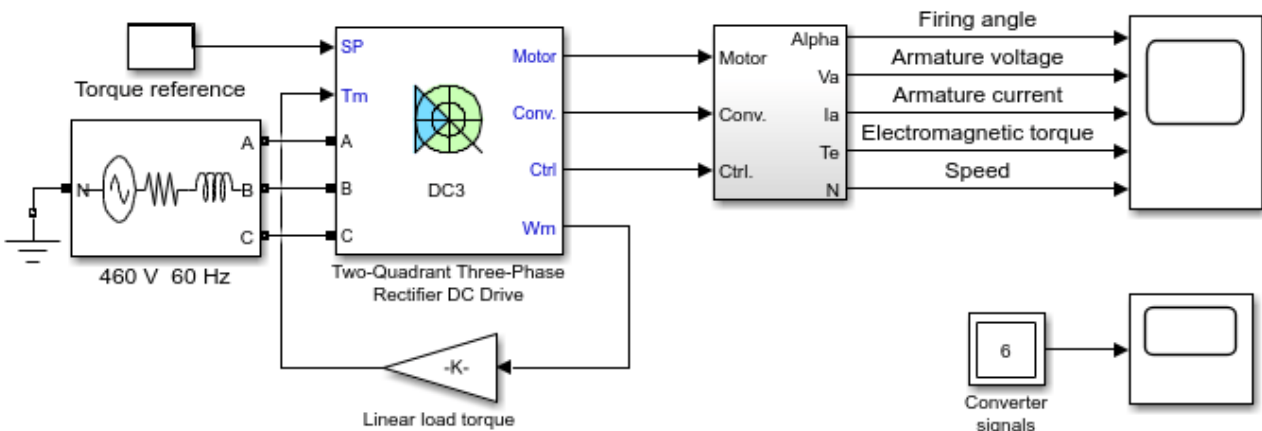 Torque reference
460 V 60 Hz
N
A
B
C
SP
Tm
A
B
C
DC3
Motor
Conv.
Ctrl
Wm
Two-Quadrant Three-Phase
Rectifier DC Drive
-K-
Linear load torque
Motor
Conv.
Ctrl.
Alpha
Va
Ia
Te
N
Firing angle
Armature voltage
Armature current
Electromagnetic torque
Speed
6
Converter
signals